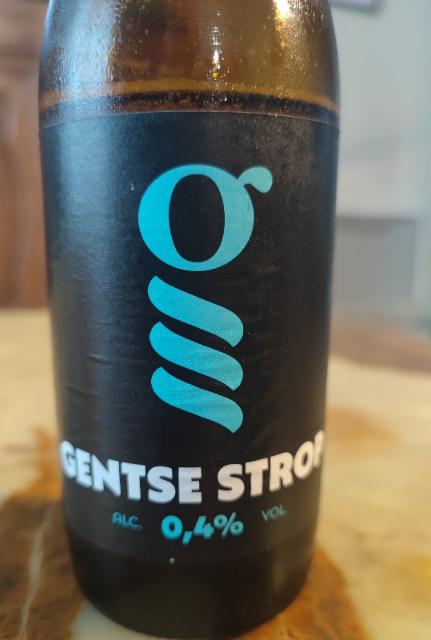 g
GENTSE STROP
ALC. 0,4% VOL